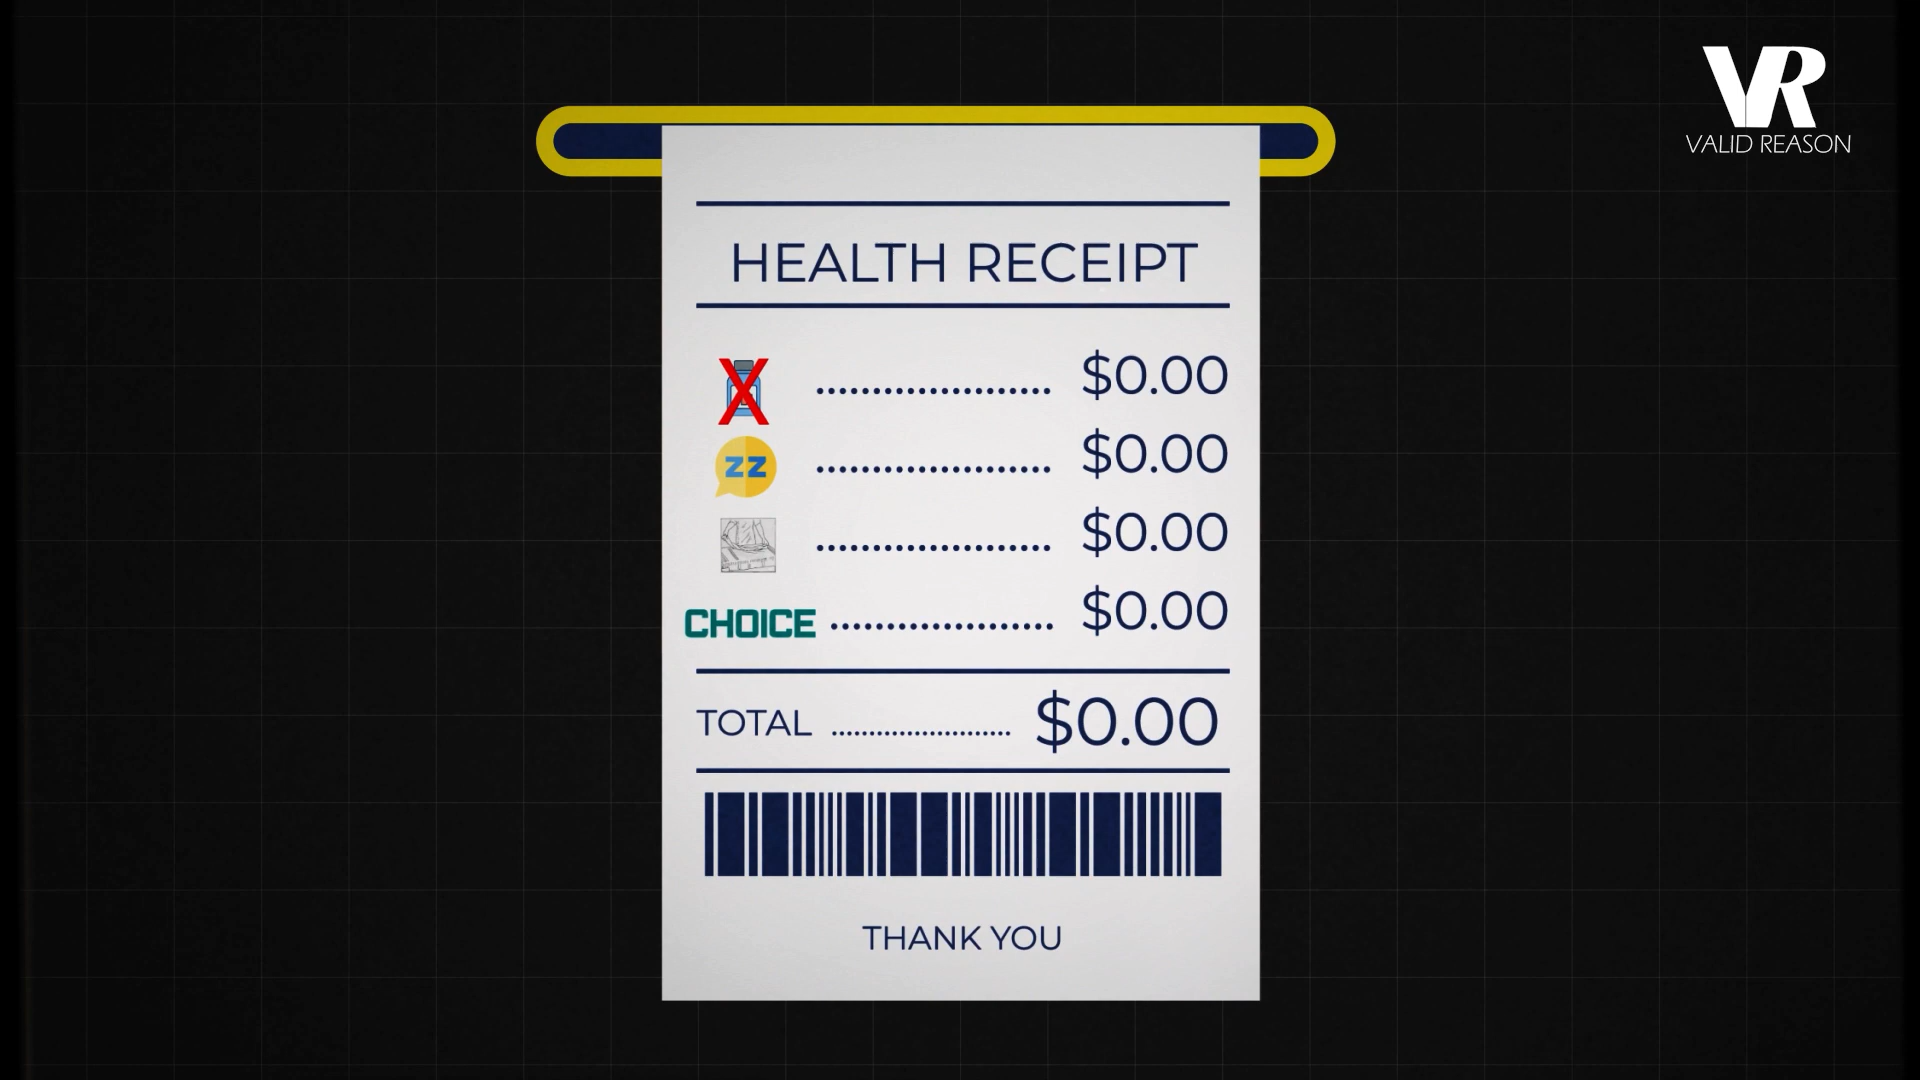 VR
VALID REASON
HEALTH RECEIPT
X ..................... $0.00
ZZ ..................... $0.00
..................... $0.00
CHOICE .................... $0.00
TOTAL ........................ $0.00
THANK YOU